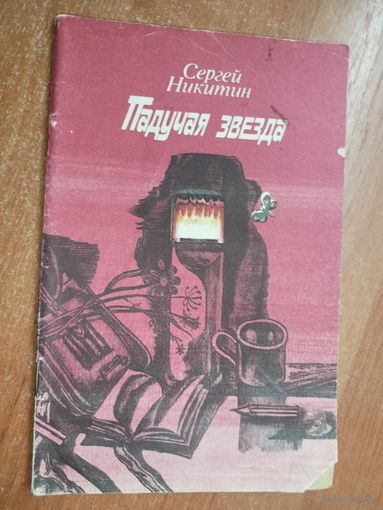 Сергей
Никитин
Падучая звезда